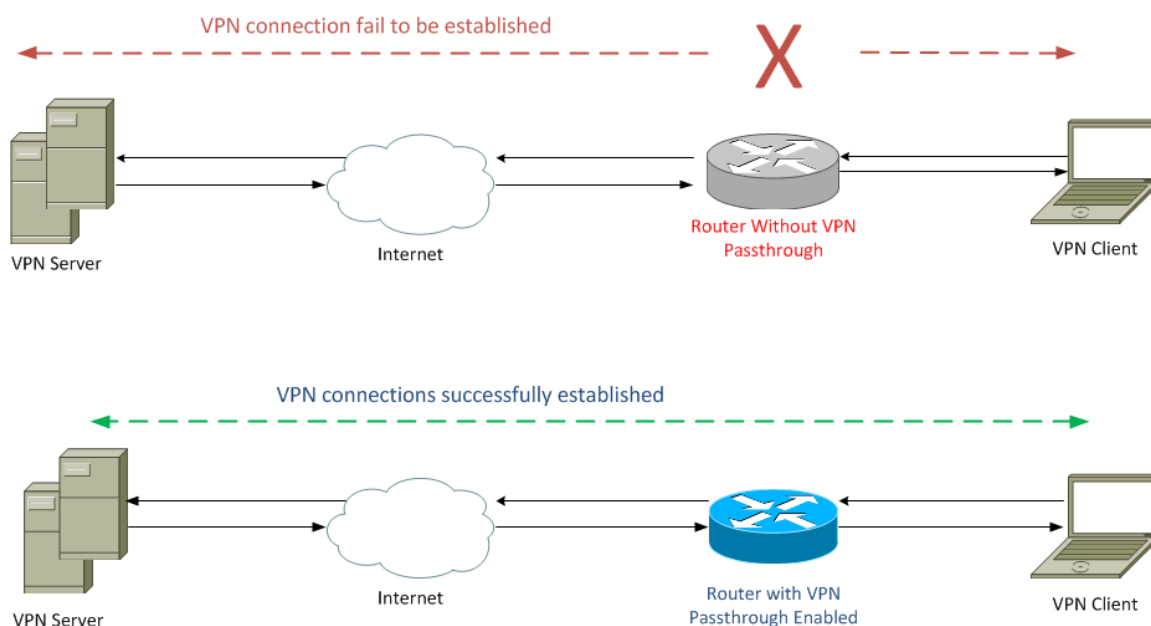 VPN connection fail to be established
X
Router Without VPN
Passthrough
Internet
VPN Client
VPN Server
VPN connections successfully established
Router with VPN
Passthrough Enabled
Internet
VPN Client
VPN Server